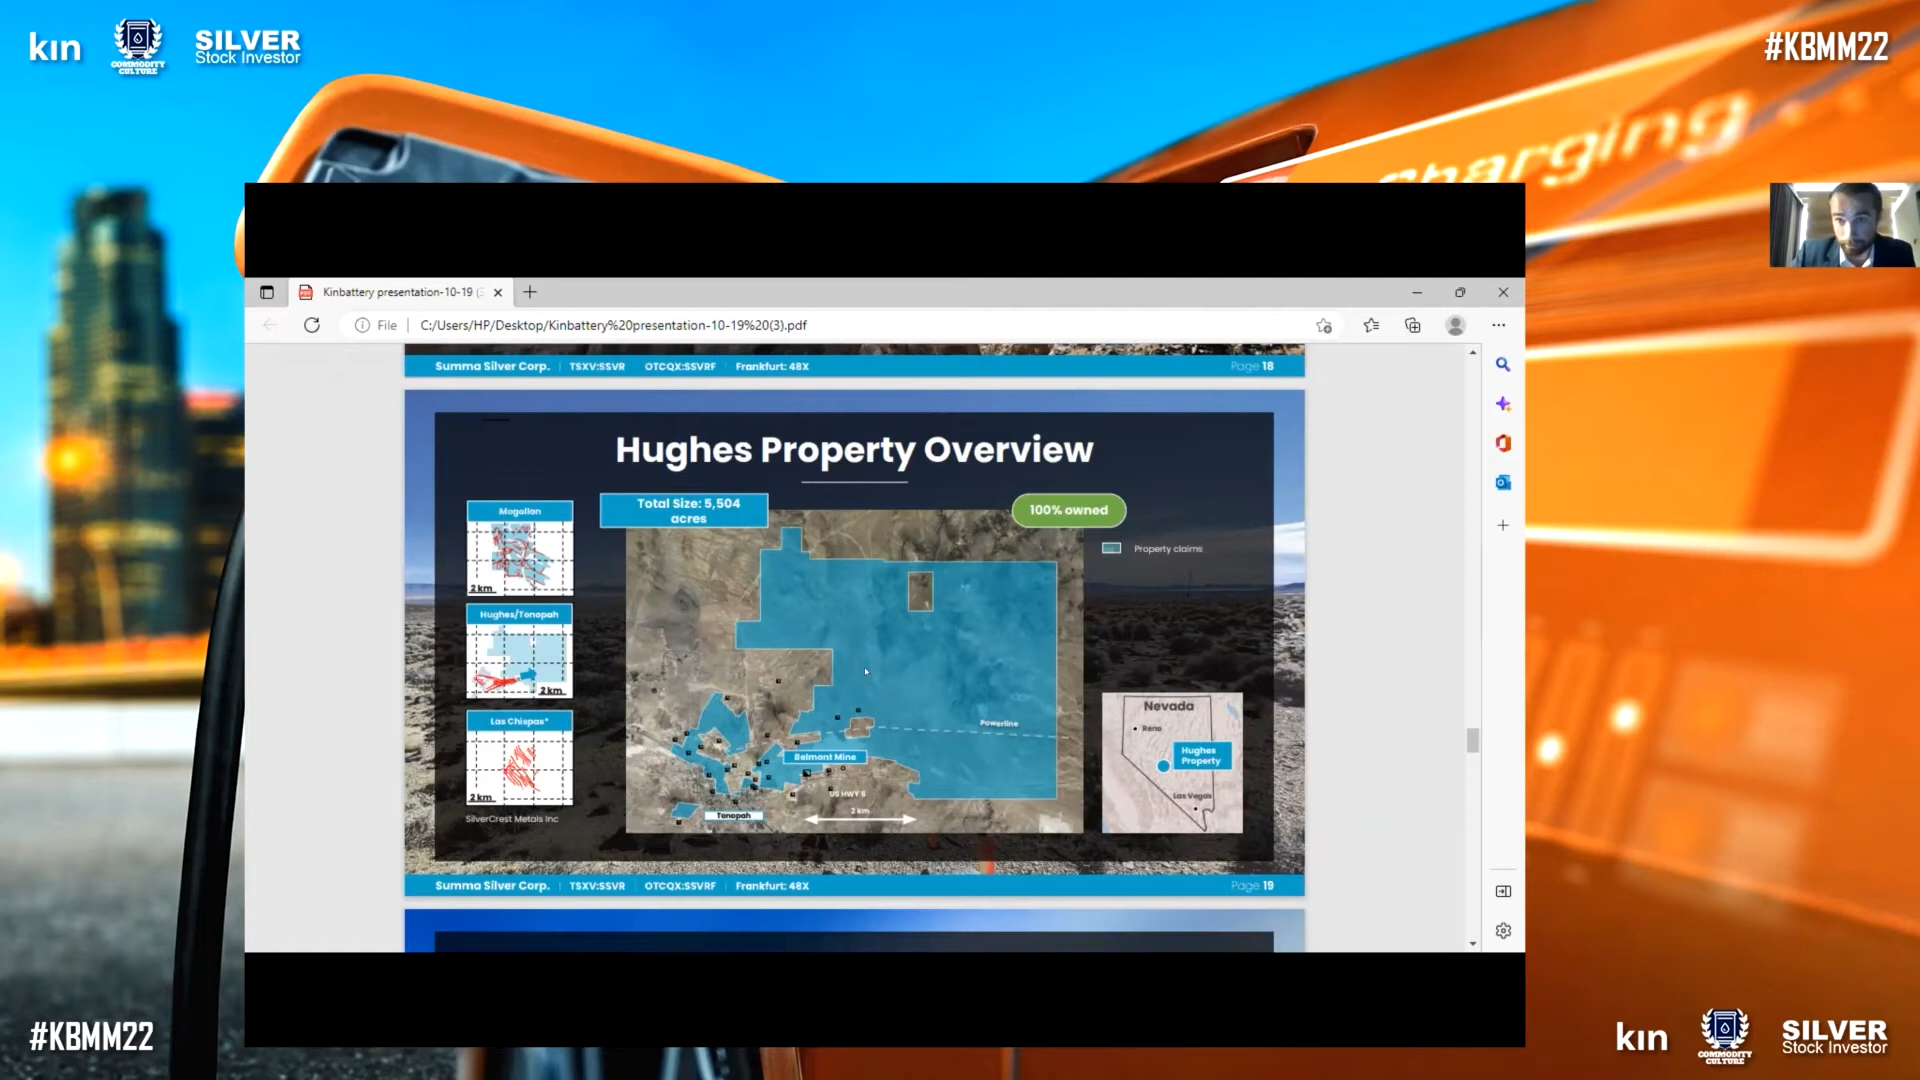 kin
COMMODITY
CULTURE
SILVER
Stock Investor
#KBMM22
Charging
Kinbattery presentation-10-19 (
File
C:/Users/HP/Desktop/Kinbattery%20presentation-10-19%20(3).pdf
Summa Silver Corp. | TSXV:SSVR OTCQX:SSVRF Frankfurt: 48X
Page 18
Hughes Property Overview
Mogollon
2 km
Hughes/Tonopah
2 km
Las Chispas*
2 km
SilverCrest Metals Inc
Total Size: 5,504
acres
100% owned
Property claims
Powerline
Belmont Mine
US HWY 6
2 km
Tonopah
Nevada
Reno
Hughes
Property
Las Vegas
Summa Silver Corp. | TSXV:SSVR OTCQX:SSVRF Frankfurt: 48X
Page 19
#KBMM22
kin
COMMODITY
CULTURE
SILVER
Stock Investor